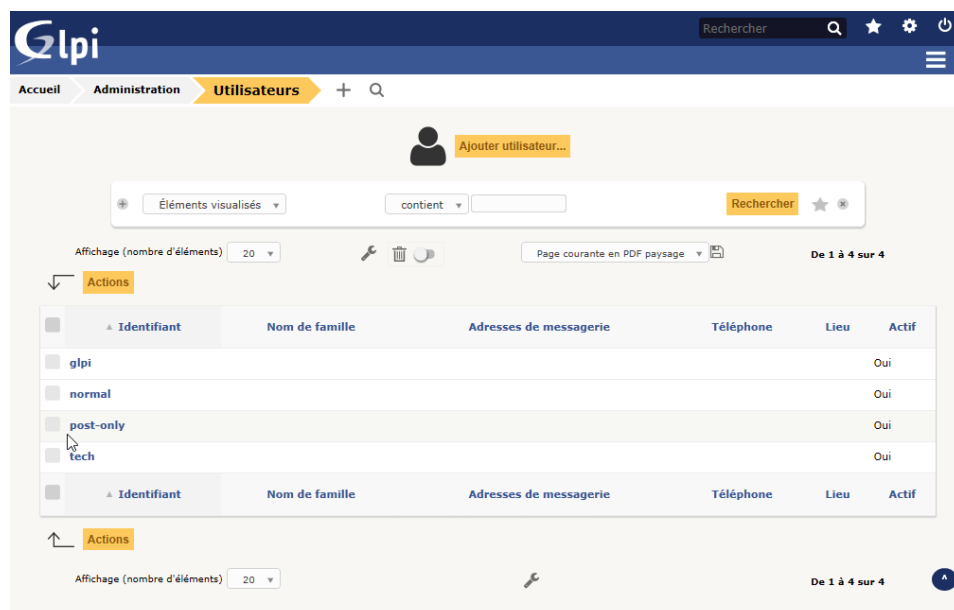 Glpi
Rechercher
Accueil Administration Utilisateurs
Ajouter utilisateur...
Éléments visualisés contient Rechercher
Affichage (nombre d'éléments) 20 Page courante en PDF paysage De 1 à 4 sur 4
Actions
Identifiant Nom de famille Adresses de messagerie Téléphone Lieu Actif
glpi Oui
normal Oui
post-only Oui
tech Oui
Identifiant Nom de famille Adresses de messagerie Téléphone Lieu Actif
Actions
Affichage (nombre d'éléments) 20 De 1 à 4 sur 4